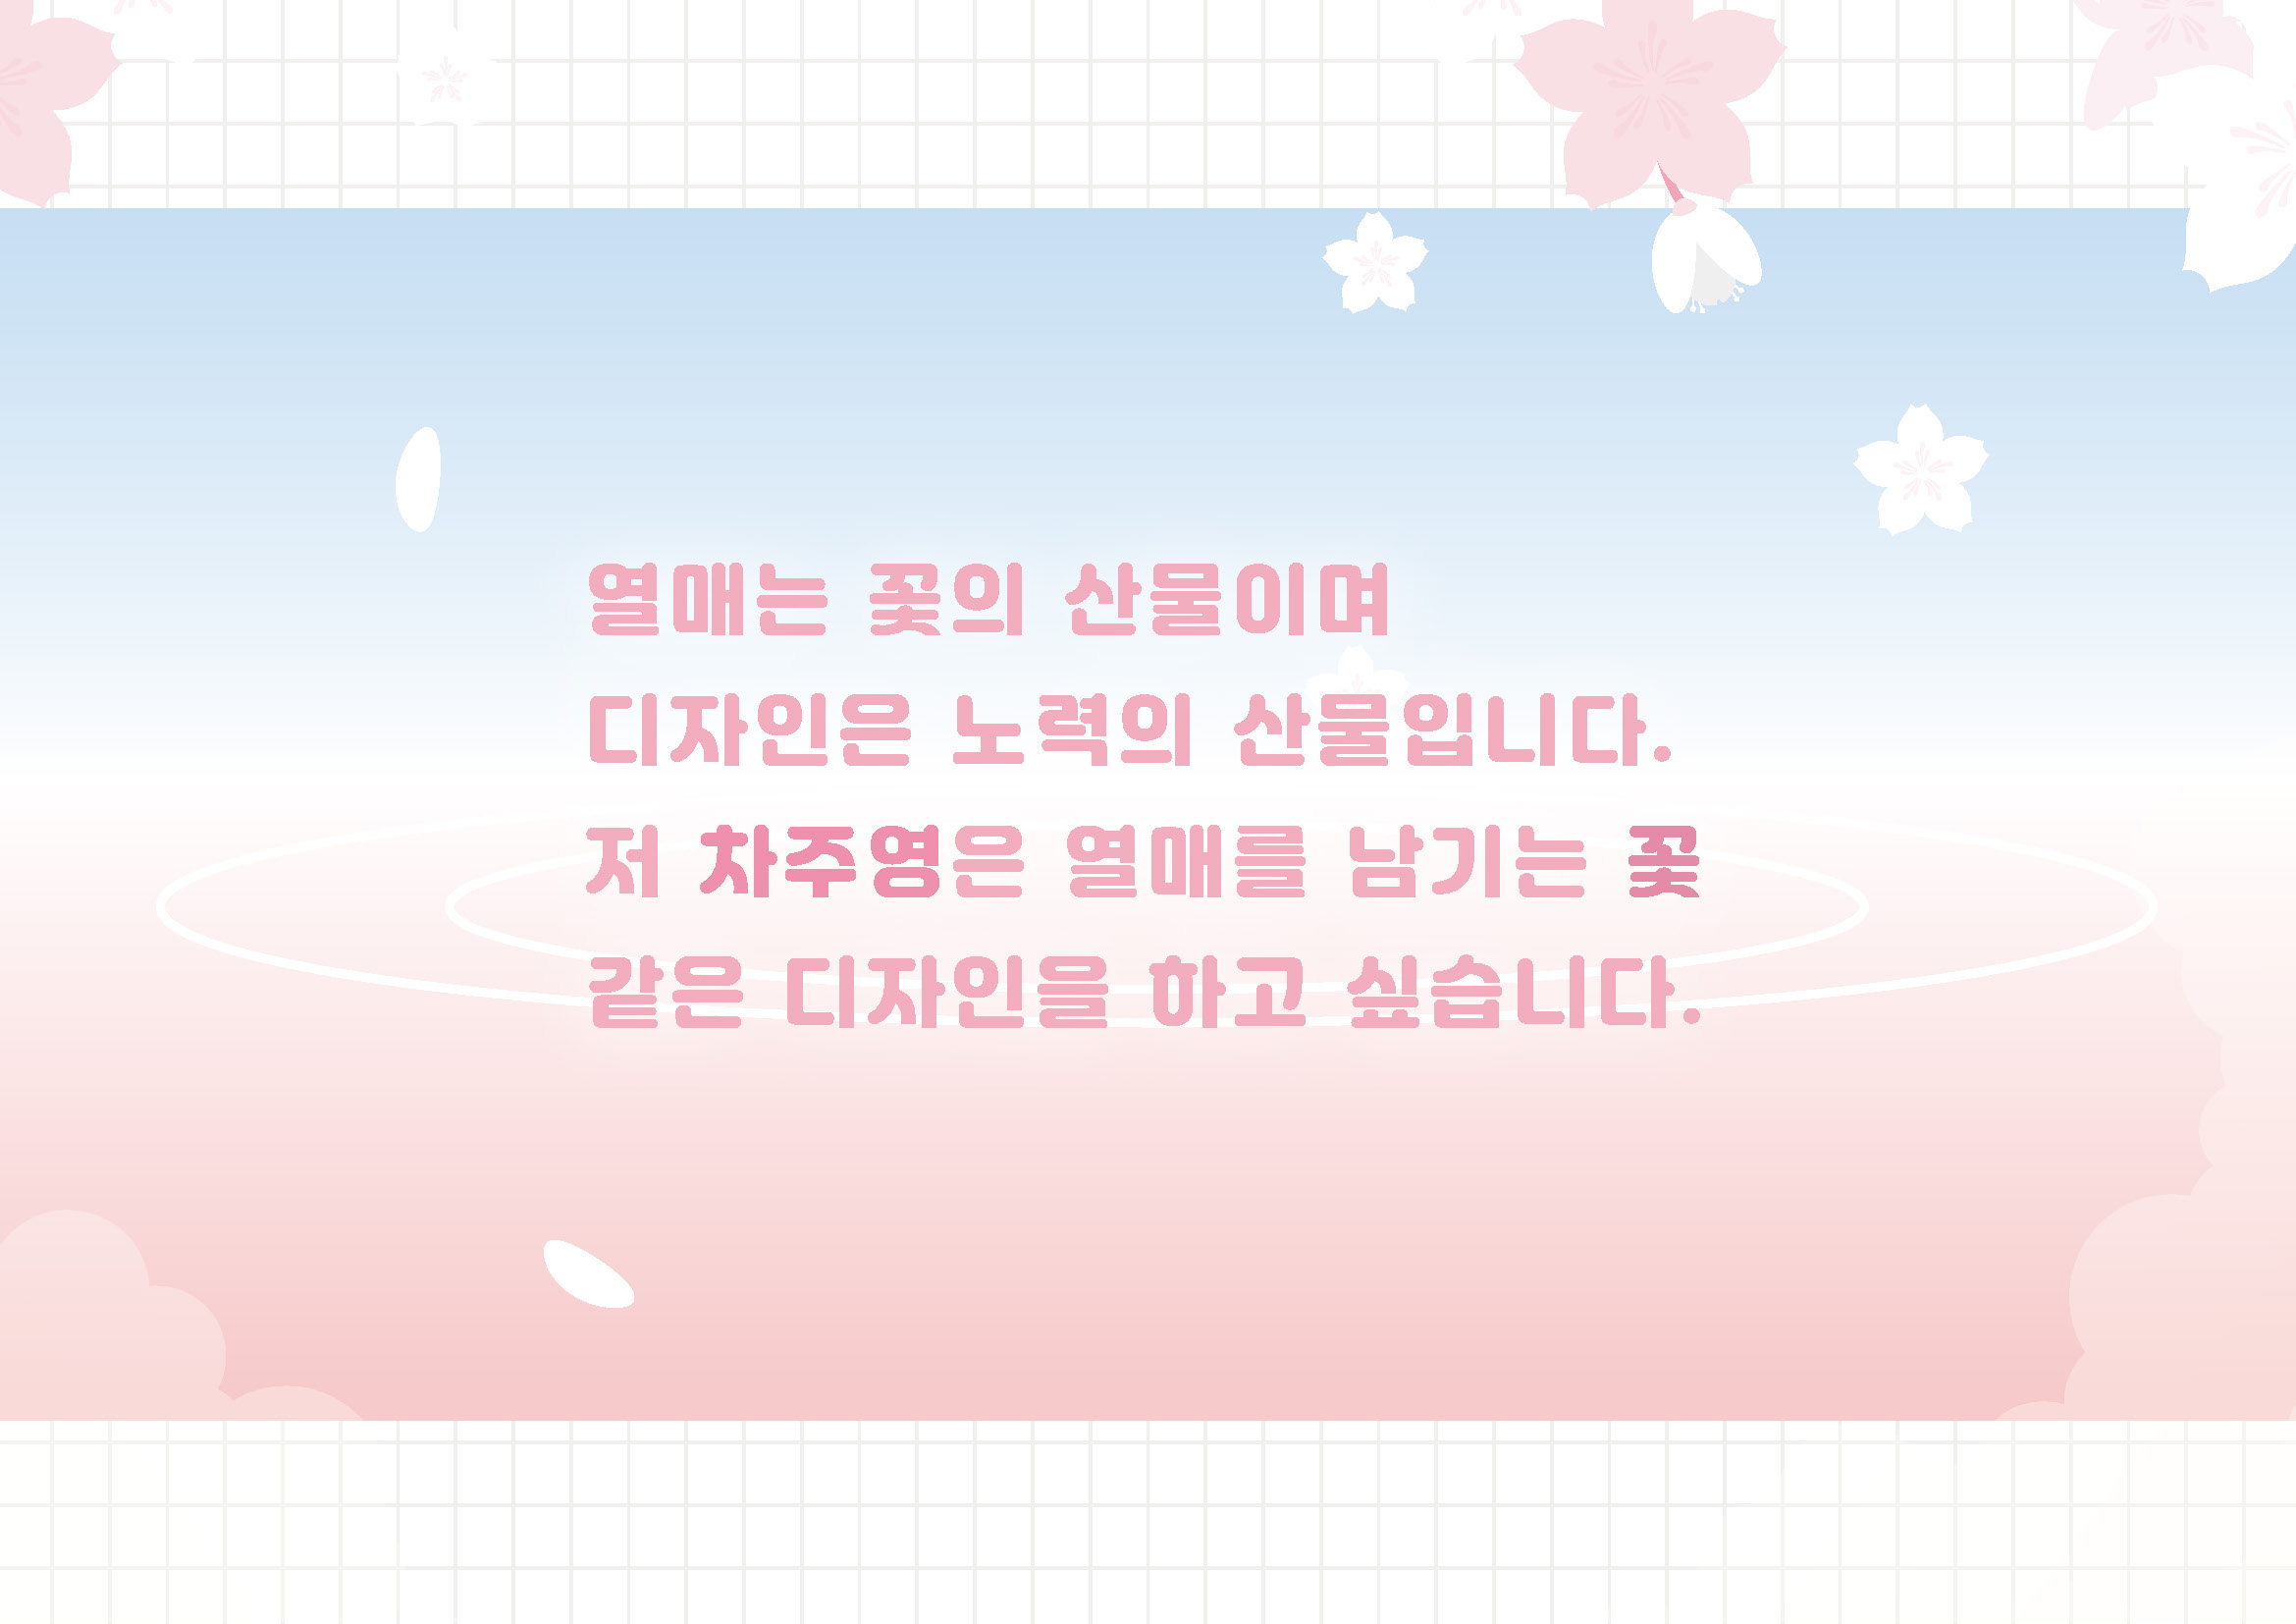 열매는 꽃의 산물이며
디자인은 노력의 산물입니다.
저 차주영은 열매를 남기는 꽃
같은 디자인을 하고 싶습니다.